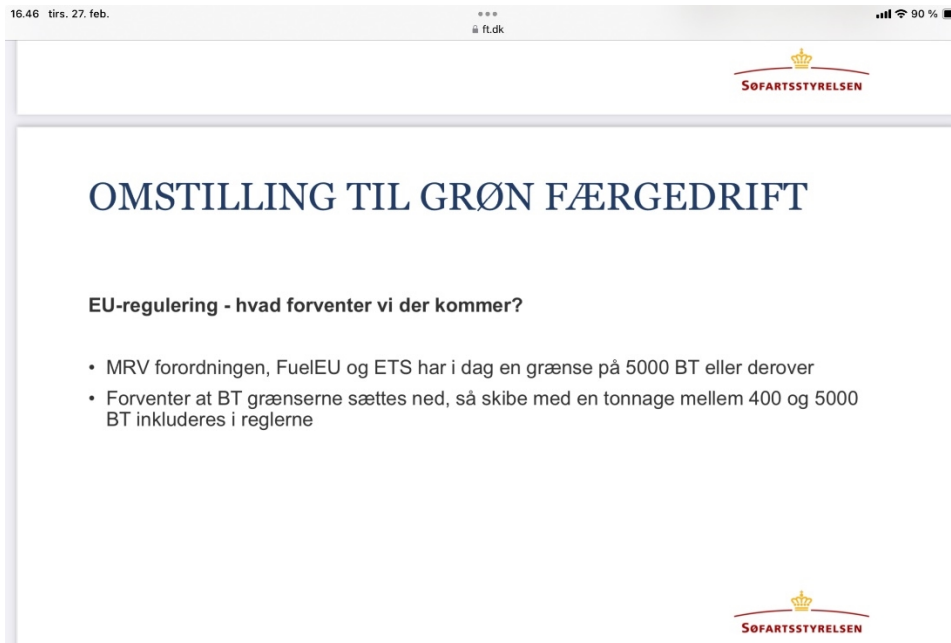 16.46 tirs. 27. feb.
ft.dk
90 %
SØFARTSSTYRELSEN
OMSTILLING TIL GRØN FÆRGEDRIFT
EU-regulering - hvad forventer vi der kommer?
• MRV forordningen, FuelEU og ETS har i dag en grænse på 5000 BT eller derover
• Forventer at BT grænserne sættes ned, så skibe med en tonnage mellem 400 og 5000
BT inkluderes i reglerne
SØFARTSSTYRELSEN